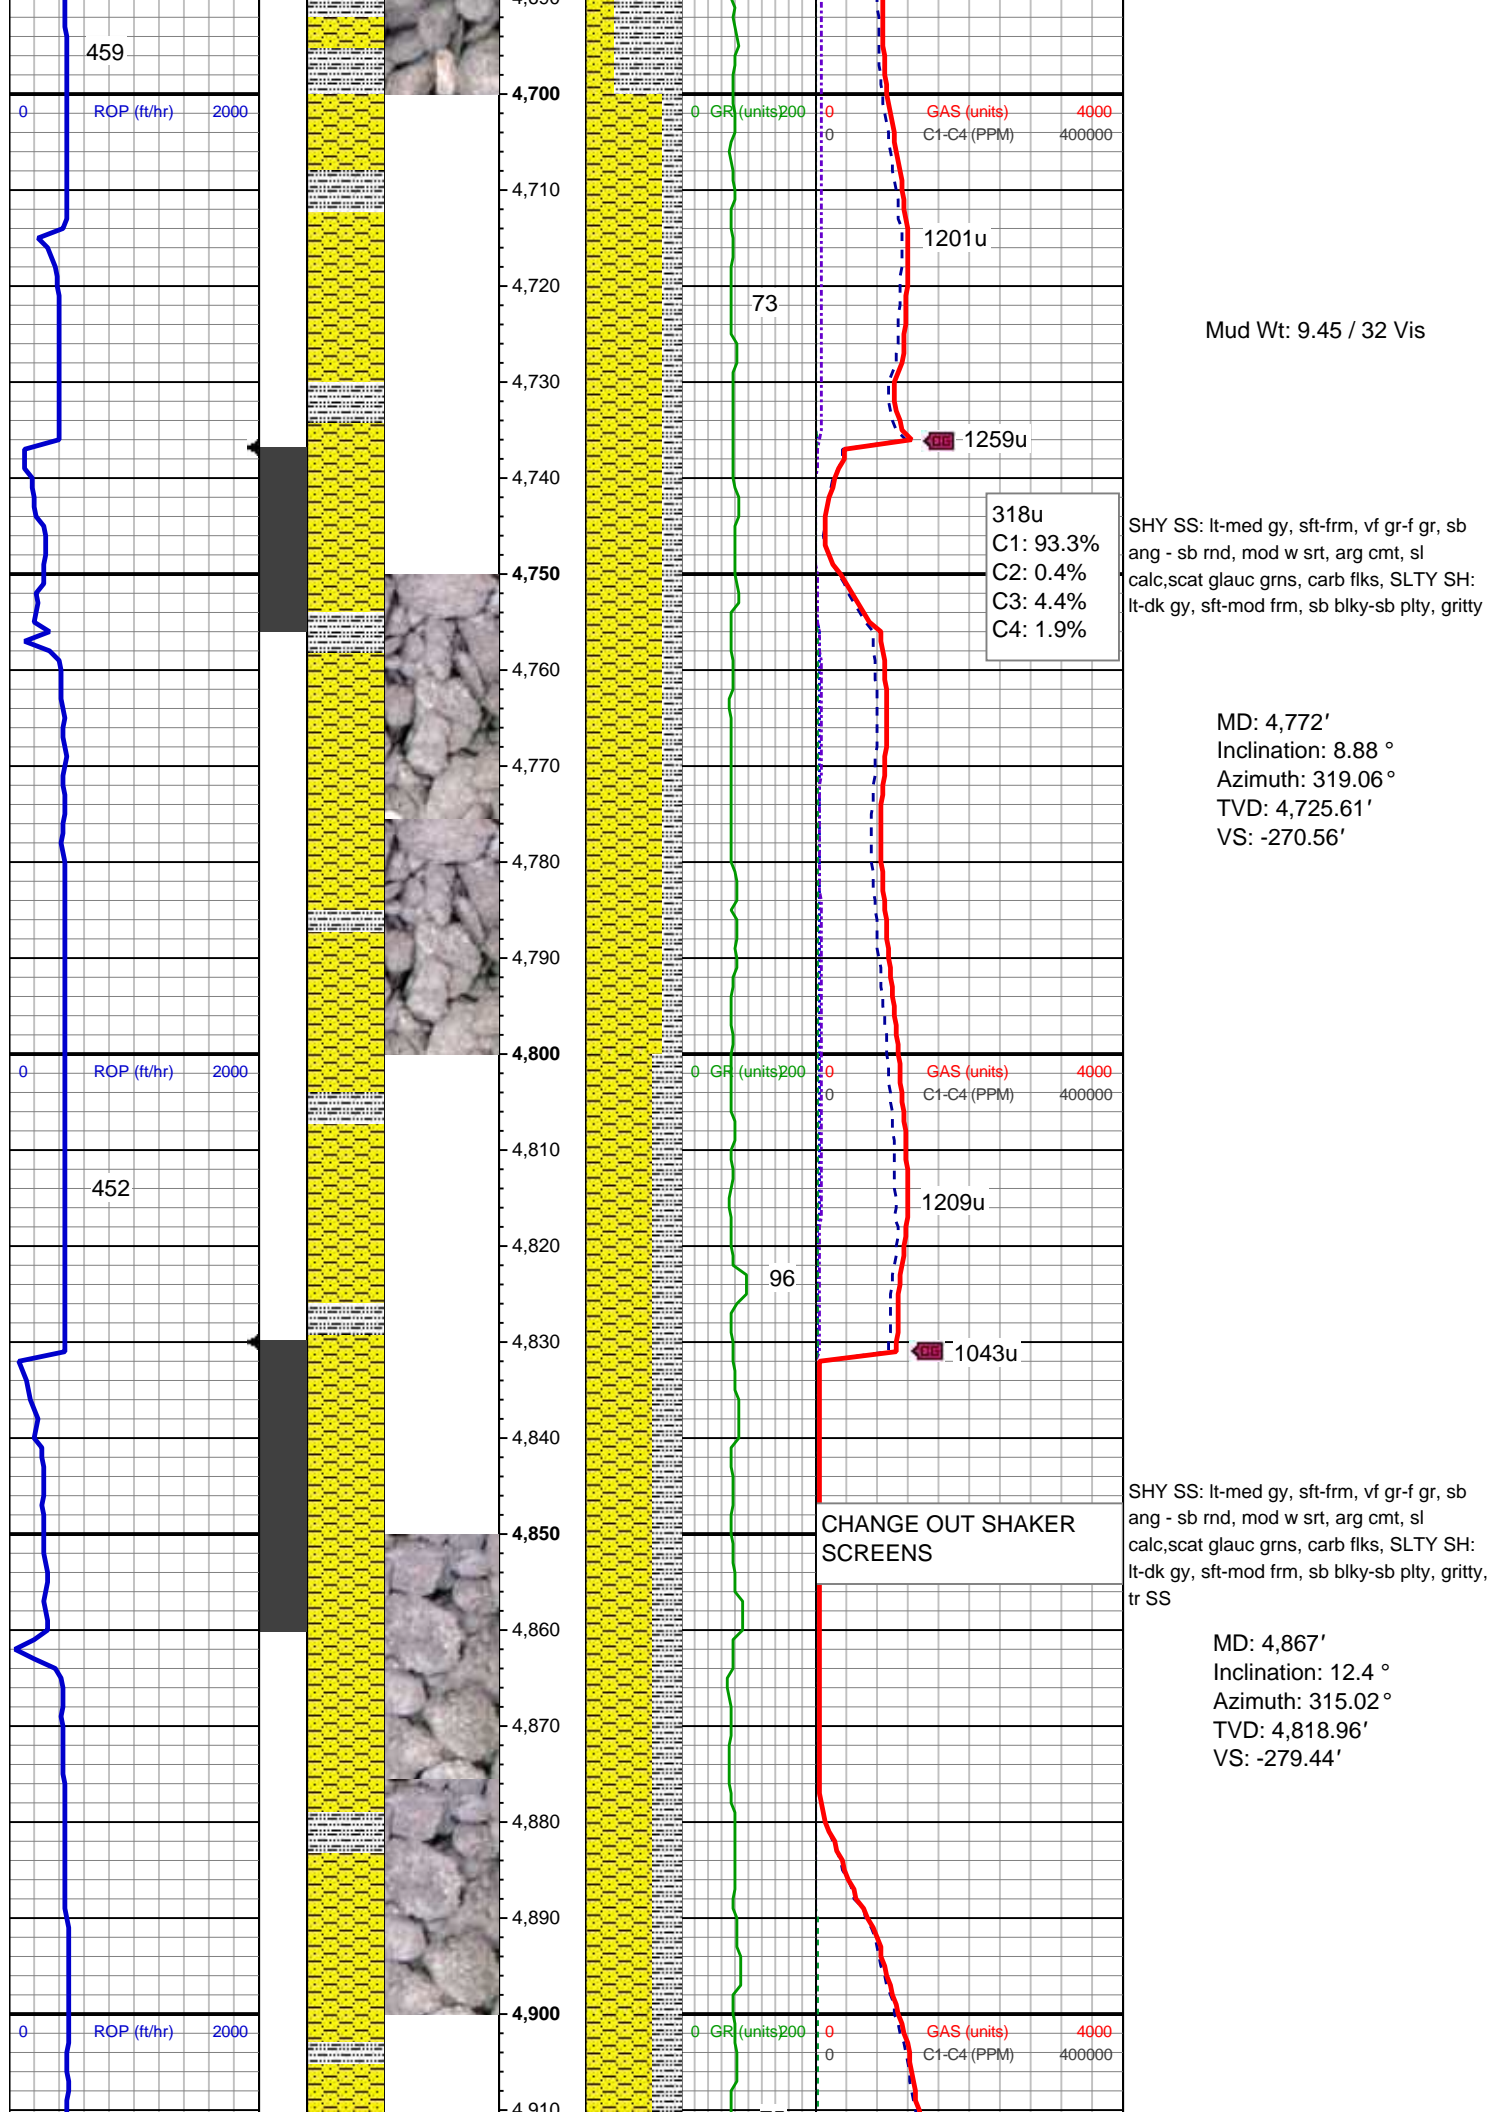 4,690
459
4,700
0 ROP (ft/hr) 2000
0 GR (units) 200
0 GAS (units) 4000
0 C1-C4 (PPM) 400000
4,710
1201u
4,720
73
Mud Wt: 9.45 / 32 Vis
4,730
DG 1259u
4,740
318u
C1: 93.3%
C2: 0.4%
C3: 4.4%
C4: 1.9%
SHY SS: lt-med gy, sft-frm, vf gr-f gr, sb
ang - sb rnd, mod w srt, arg cmt, sl
calc,scat glauc grns, carb flks, SLTY SH:
lt-dk gy, sft-mod frm, sb blky-sb plty, gritty
4,750
4,760
MD: 4,772′
Inclination: 8.88 °
Azimuth: 319.06 °
TVD: 4,725.61′
VS: -270.56′
4,770
4,780
4,790
4,800
0 ROP (ft/hr) 2000
0 GR (units) 200
0 GAS (units) 4000
0 C1-C4 (PPM) 400000
4,810
452
1209u
4,820
96
4,830
DG 1043u
4,840
SHY SS: lt-med gy, sft-frm, vf gr-f gr, sb
ang - sb rnd, mod w srt, arg cmt, sl
calc,scat glauc grns, carb flks, SLTY SH:
lt-dk gy, sft-mod frm, sb blky-sb plty, gritty,
tr SS
CHANGE OUT SHAKER
SCREENS
4,850
4,860
MD: 4,867′
Inclination: 12.4 °
Azimuth: 315.02 °
TVD: 4,818.96′
VS: -279.44′
4,870
4,880
4,890
4,900
0 ROP (ft/hr) 2000
0 GR (units) 200
0 GAS (units) 4000
0 C1-C4 (PPM) 400000
4,910